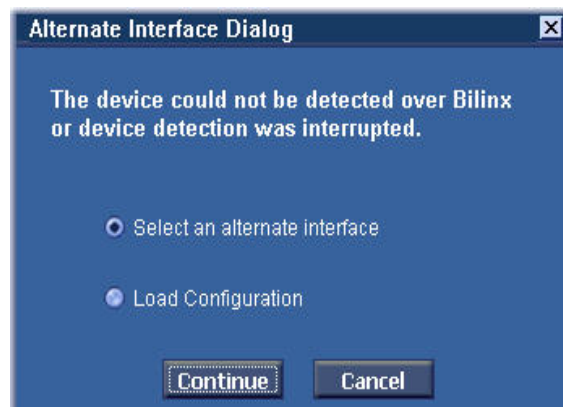 Alternate Interface Dialog
The device could not be detected over Bilinx
or device detection was interrupted.
Select an alternate interface
Load Configuration
Continue Cancel